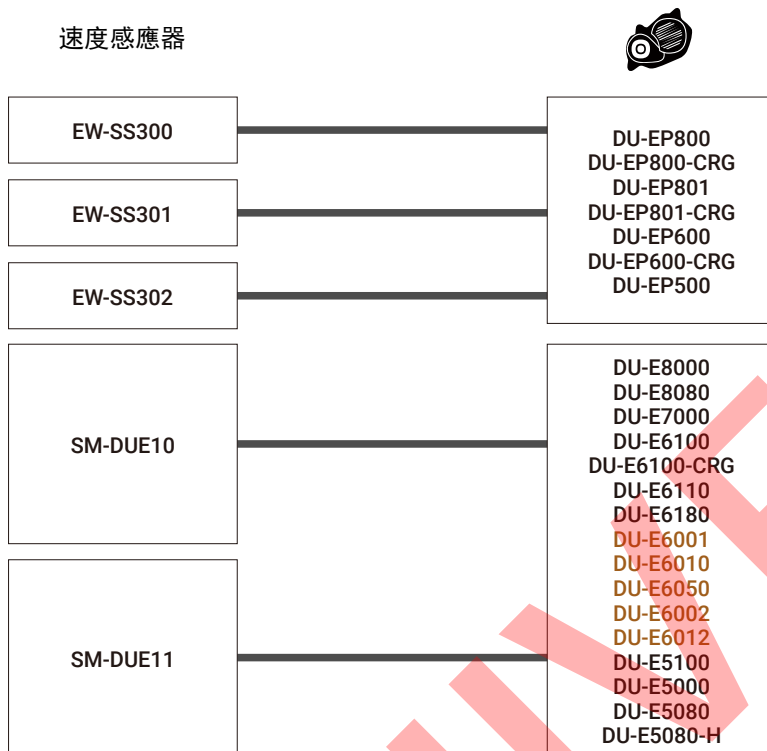 速度感應器
EW-SS300
EW-SS301
EW-SS302
DU-EP800
DU-EP800-CRG
DU-EP801
DU-EP801-CRG
DU-EP600
DU-EP600-CRG
DU-EP500
SM-DUE10
SM-DUE11
DU-E8000
DU-E8080
DU-E7000
DU-E6100
DU-E6100-CRG
DU-E6110
DU-E6180
DU-E6001
DU-E6010
DU-E6050
DU-E6002
DU-E6012
DU-E5100
DU-E5000
DU-E5080
DU-E5080-H